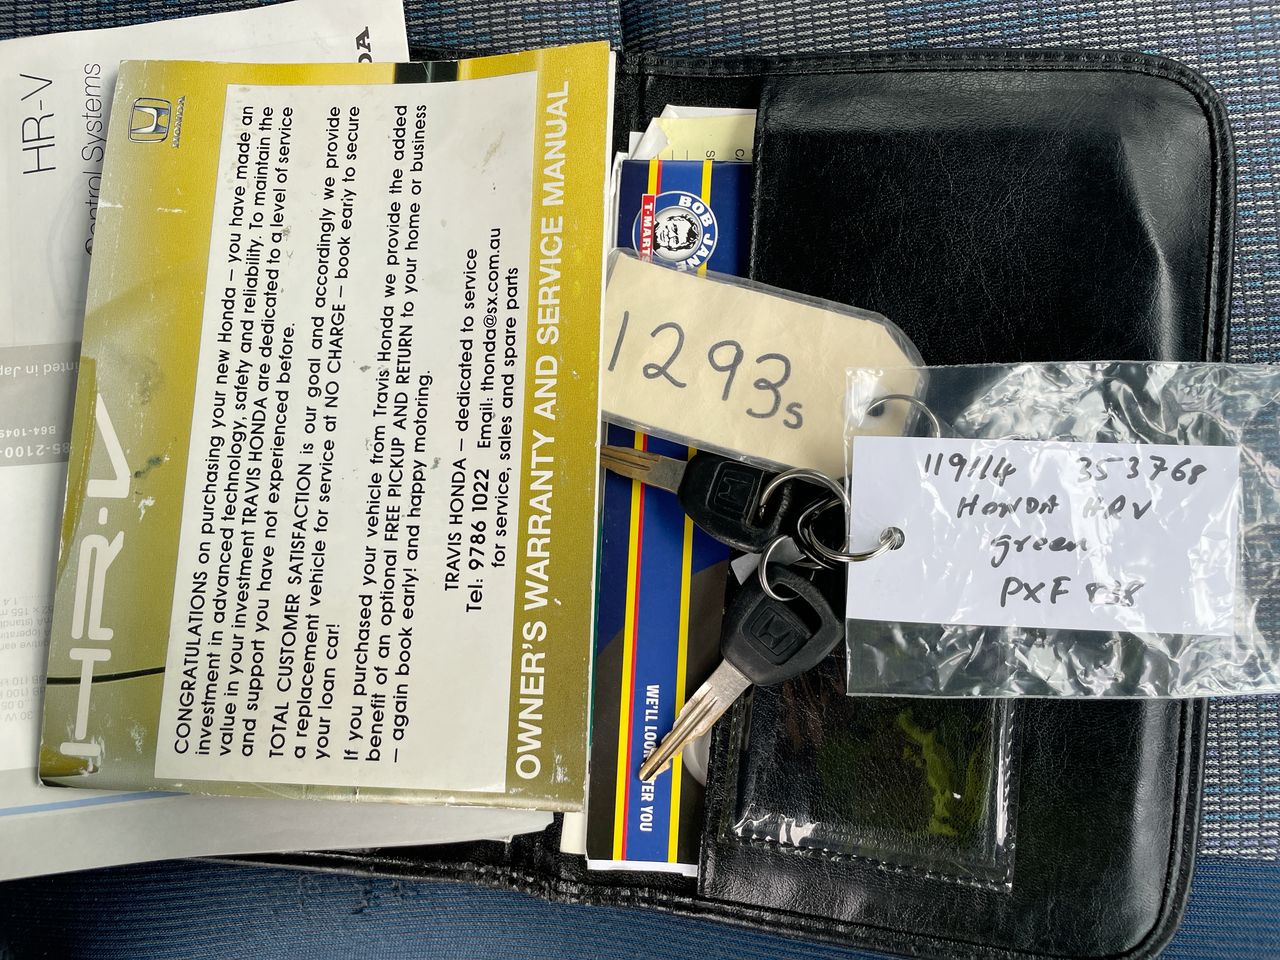 HR-V
Control Systems
HONDA
HR-V
CONGRATULATIONS on purchasing your new Honda – you have made an
investment in advanced technology, safety and reliability. To maintain the
value in your investment TRAVIS HONDA are dedicated to a level of service
and support you have not experienced before.
TOTAL CUSTOMER SATISFACTION is our goal and accordingly we provide
a replacement vehicle for service at NO CHARGE – book early to secure
your loan car!
If you purchased your vehicle from Travis Honda we provide the added
benefit of an optional FREE PICKUP AND RETURN to your home or business
– again book early! and happy motoring.
TRAVIS HONDA – dedicated to service
Tel: 9786 1022 Email: thonda@sx.com.au
for service, sales and spare parts
OWNER'S WARRANTY AND SERVICE MANUAL
BOB JANE
T-MART
WE'LL LOOK
TER YOU
1293s
119114 353768
HONDA HRV
green
PXF